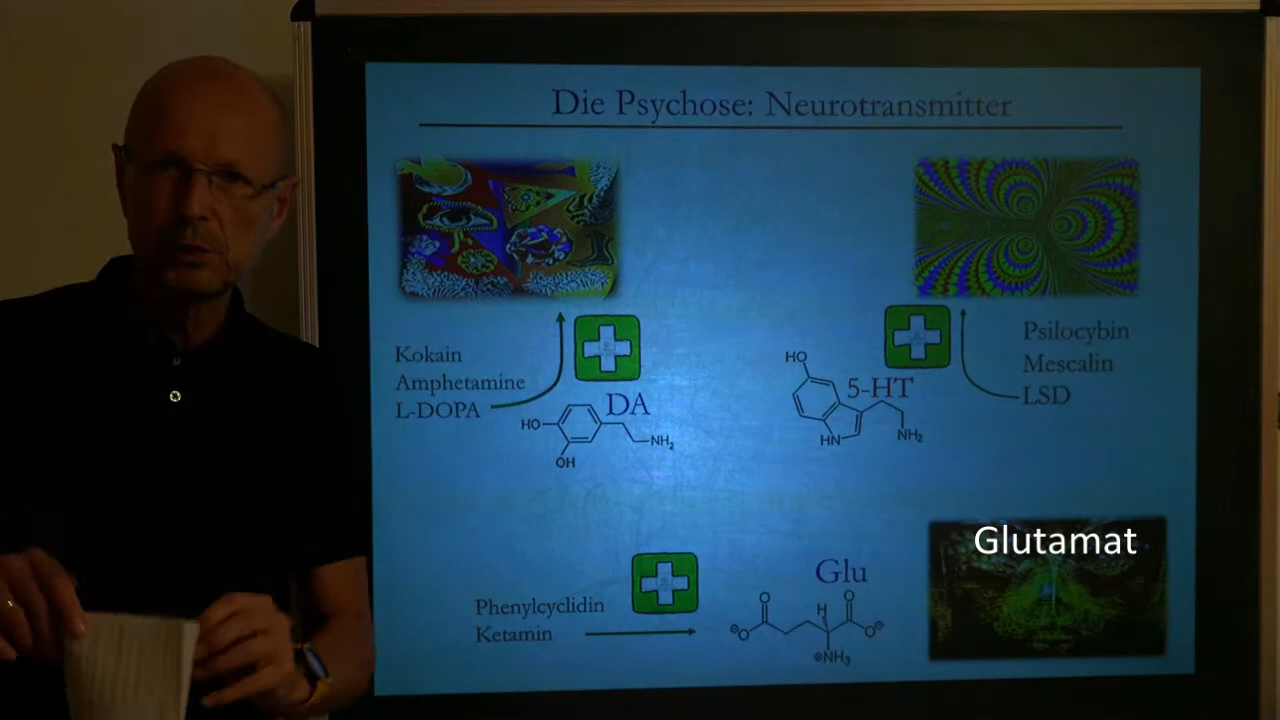 Die Psychose: Neurotransmitter
Kokain
Amphetamine
L-DOPA
DA
HO
OH
NH₂
HO
5-HT
HN
NH₂
Psilocybin
Mescalin
LSD
Phenylcyclidin
Ketamin
Glu
O
O
H
⊖O
O⊖
⊕NH₃
Glutamat